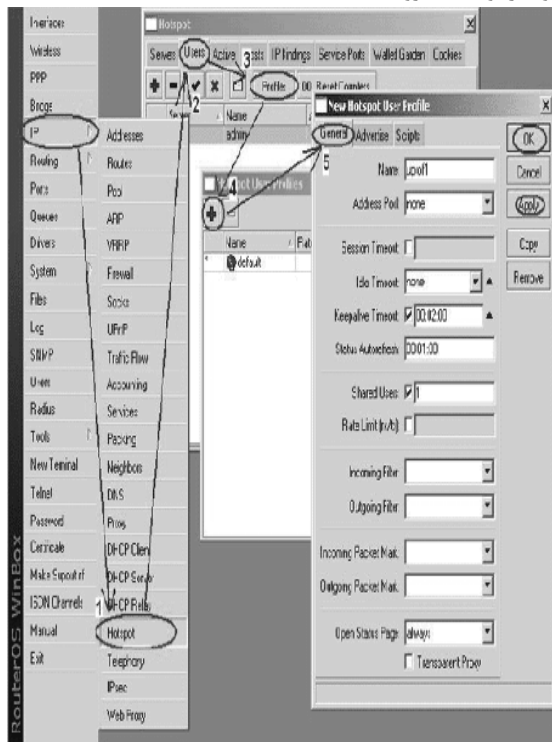 Interfaces
Wireless
PPP
Bridge
IP
Routing
Ports
Queues
Drivers
System
Files
Log
SNMP
Users
Radius
Tools
New Terminal
Telnet
Password
Certificate
Make Supout.rif
ISDN Channels
Manual
Exit
RouterOS WinBox
Addresses
Routes
Pool
ARP
VRRP
Firewall
Socks
UPnP
Traffic Flow
Accounting
Services
Packing
Neighbors
DNS
Proxy
DHCP Client
DHCP Server
DHCP Relay
1
Hotspot
Telephony
IPsec
Web Proxy
Hotspot
Servers Users Active Hosts IP Bindings Service Ports Walled Garden Cookies
3
Profiles 00 Reset Counters
2
Server Name
admin
4 Hotspot User Profiles
Name
default
New Hotspot User Profile
General Advertise Scripts
5
Name: uprof1
Address Pool: none
Session Timeout:
Idle Timeout: none
Keepalive Timeout: 00:02:00
Status Autorefresh: 00:01:00
Shared Users: 1
Rate Limit (rx/tx):
Incoming Filter:
Outgoing Filter:
Incoming Packet Mark:
Outgoing Packet Mark:
Open Status Page: always
Transparent Proxy
OK
Cancel
Apply
Copy
Remove